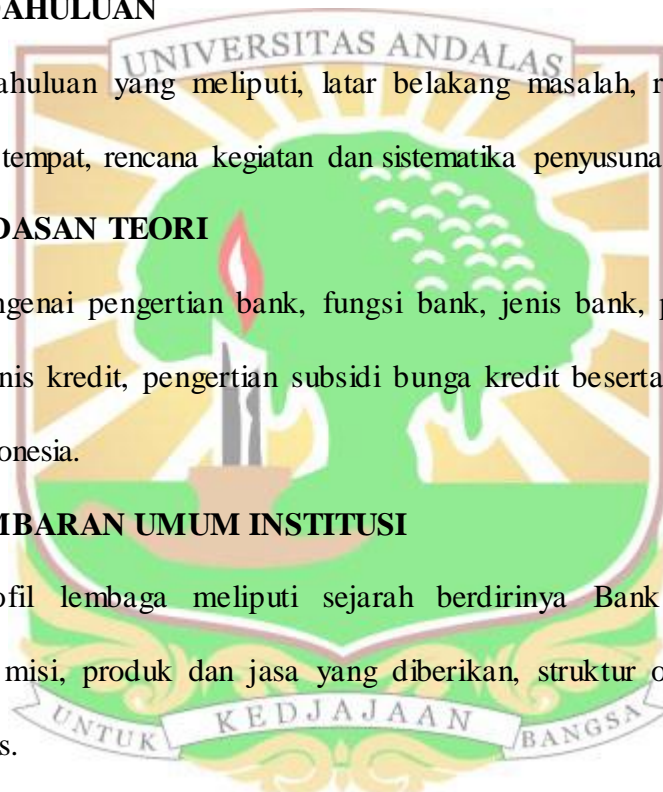 DAHULUAN
UNIVERSITAS ANDALAS
ahuluan yang meliputi, latar belakang masalah, r
tempat, rencana kegiatan dan sistematika penyusuna
DASAN TEORI
ngenai pengertian bank, fungsi bank, jenis bank, p
nis kredit, pengertian subsidi bunga kredit beserta
onesia.
MBARAN UMUM INSTITUSI
ofil lembaga meliputi sejarah berdirinya Bank
misi, produk dan jasa yang diberikan, struktur o
UNTUK KEDJAJAAN BANGSA
s.